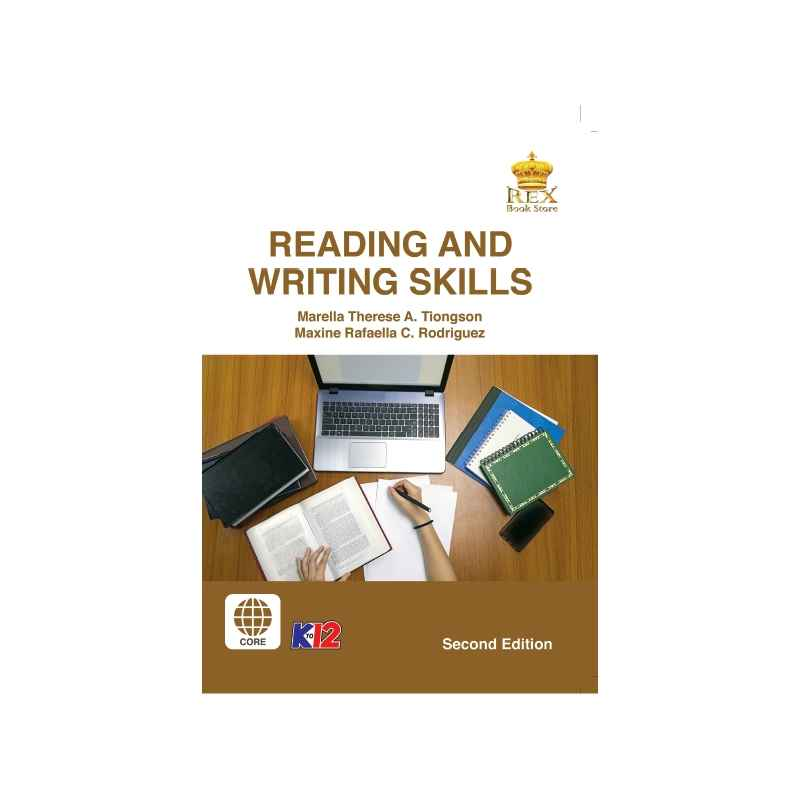 REX
Book Store
READING AND
WRITING SKILLS
Marella Therese A. Tiongson
Maxine Rafaella C. Rodriguez
CORE
K TO 12
Second Edition